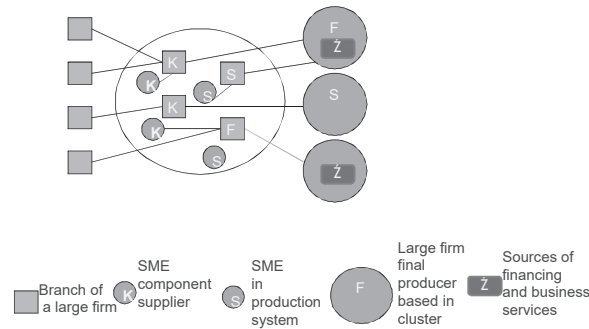 F
Ż
K
S
K
S
S
K
K
F
S
Ż
Branch of
a large firm
K
SME
component
supplier
S
SME
in
production
system
F
Large firm
final
producer
based in
cluster
Ż
Sources of
financing
and business
services